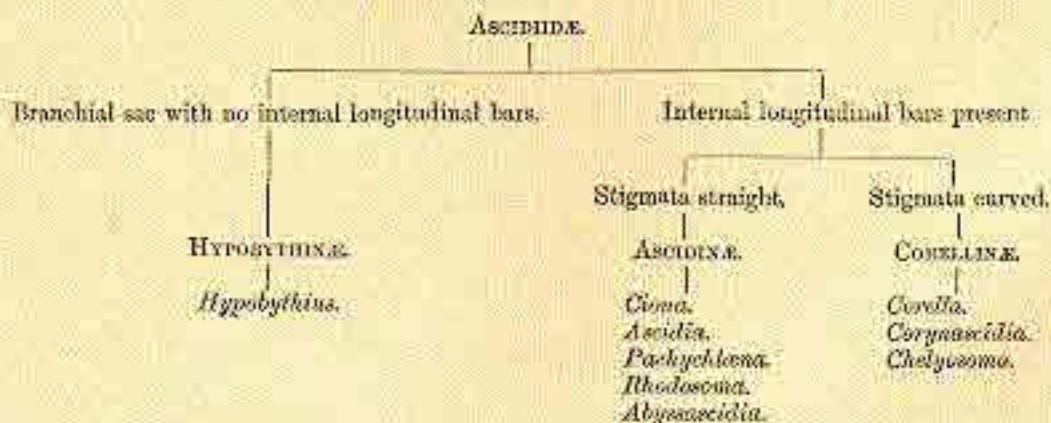 ASCIDIIDÆ.
Branchial sac with no internal longitudinal bars.
Internal longitudinal bars present
Stigmata straight.
Stigmata curved.
HYPOBYTHINÆ.
ASCIDINÆ.
CORELLINÆ.
Hypobythius.
Ciona.
Ascidia.
Pachychlæna.
Rhodosoma.
Abyssascidia.
Corella.
Corynascidia.
Chelyosoma.